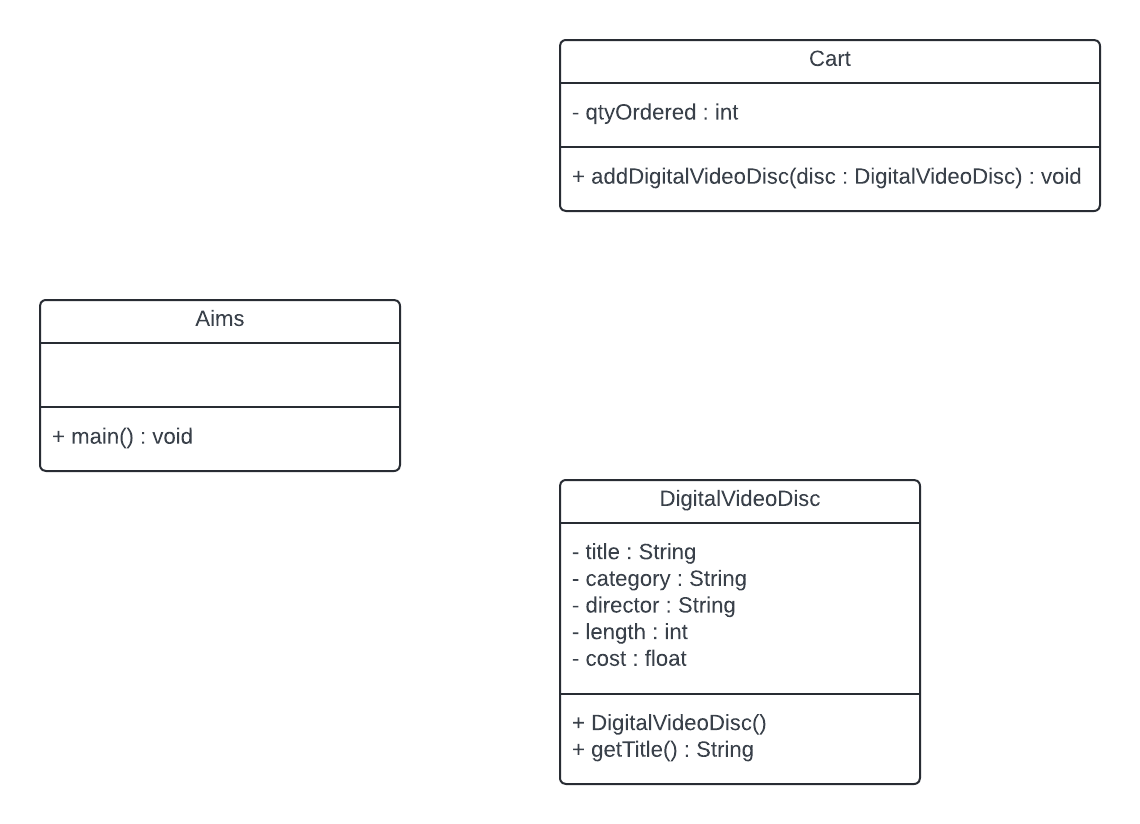 Cart
- qtyOrdered : int
+ addDigitalVideoDisc(disc : DigitalVideoDisc) : void
Aims
+ main() : void
DigitalVideoDisc
- title : String
- category : String
- director : String
- length : int
- cost : float
+ DigitalVideoDisc()
+ getTitle() : String